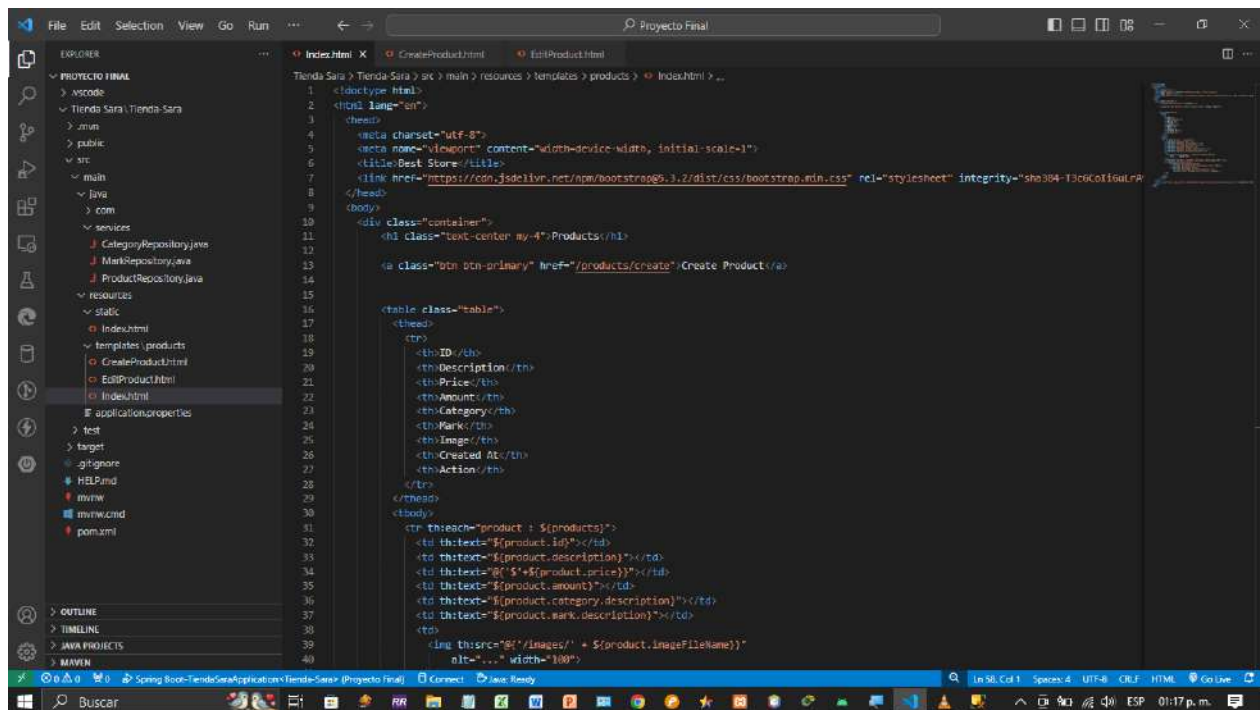 File Edit Selection View Go Run ... Proyecto Final
EXPLORER ... Index.html X CreateProduct.html EditProduct.html
PROYECTO FINAL
Tienda Sara > Tienda-Sara > src > main > resources > templates > products > Index.html > ...
.vscode
Tienda Sara \ Tienda-Sara
.mvn
public
src
main
java
com
services
CategoryRepository.java
MarkRepository.java
ProductRepository.java
resources
static
Index.html
templates \ products
CreateProduct.html
EditProduct.html
Index.html
application.properties
test
target
.gitignore
HELP.md
mvnw
mvnw.cmd
pom.xml
OUTLINE
TIMELINE
JAVA PROJECTS
MAVEN
1 <!doctype html>
2 <html lang="en">
3 <head>
4 <meta charset="utf-8">
5 <meta name="viewport" content="width=device-width, initial-scale=1">
6 <title>Best Store</title>
7 <link href="https://cdn.jsdelivr.net/npm/bootstrap@5.3.2/dist/css/bootstrap.min.css" rel="stylesheet" integrity="sha384-
8 </head>
9 <body>
10 <div class="container">
11 <h1 class="text-center my-4">Products</h1>
12
13 <a class="btn btn-primary" href="/products/create">Create Product</a>
14
15
16 <table class="table">
17 <thead>
18 <tr>
19 <th>ID</th>
20 <th>Description</th>
21 <th>Price</th>
22 <th>Amount</th>
23 <th>Category</th>
24 <th>Mark</th>
25 <th>Image</th>
26 <th>Created At</th>
27 <th>Action</th>
28 </tr>
29 </thead>
30 <tbody>
31 <tr th:each="product : ${products}">
32 <td th:text="${product.id}"></td>
33 <td th:text="${product.description}"></td>
34 <td th:text="@{'$'+${product.price}}"></td>
35 <td th:text="${product.amount}"></td>
36 <td th:text="${product.category.description}"></td>
37 <td th:text="${product.mark.description}"></td>
38 <td>
39 <img th:src="@{'/images/' + ${product.imageFileName}}"
40 alt="..." width="100">
0 0 0 Spring Boot-TiendaSaraApplication<Tienda-Sara> (Proyecto Final) Connect Java: Ready Ln 58, Col 1 Spaces: 4 UTF-8 CRLF HTML Go Live
Buscar ESP 01:17 p. m.